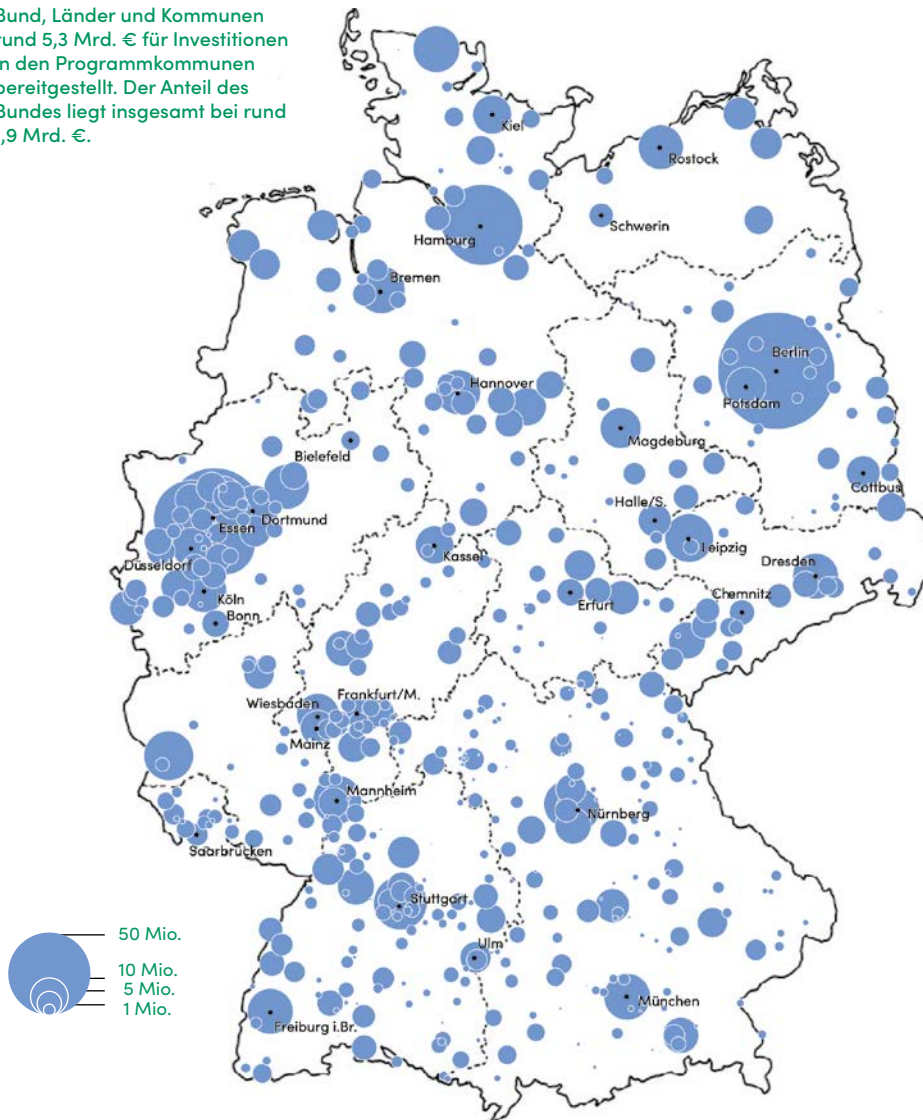 Bund, Länder und Kommunen
rund 5,3 Mrd. € für Investitionen
n den Programmkommunen
bereitgestellt. Der Anteil des
Bundes liegt insgesamt bei rund
,9 Mrd. €.
Kiel
Rostock
Schwerin
Hamburg
Bremen
Berlin
Hannover
Potsdam
Magdeburg
Bielefeld
Cottbus
Halle/S.
Essen
Dortmund
Leipzig
Kassel
Düsseldorf
Dresden
Köln
Erfurt
Chemnitz
Bonn
Wiesbaden
Frankfurt/M.
Mainz
Mannheim
Nürnberg
Saarbrücken
Stuttgart
50 Mio.
Ulm
10 Mio.
5 Mio.
München
1 Mio.
Freiburg i.Br.